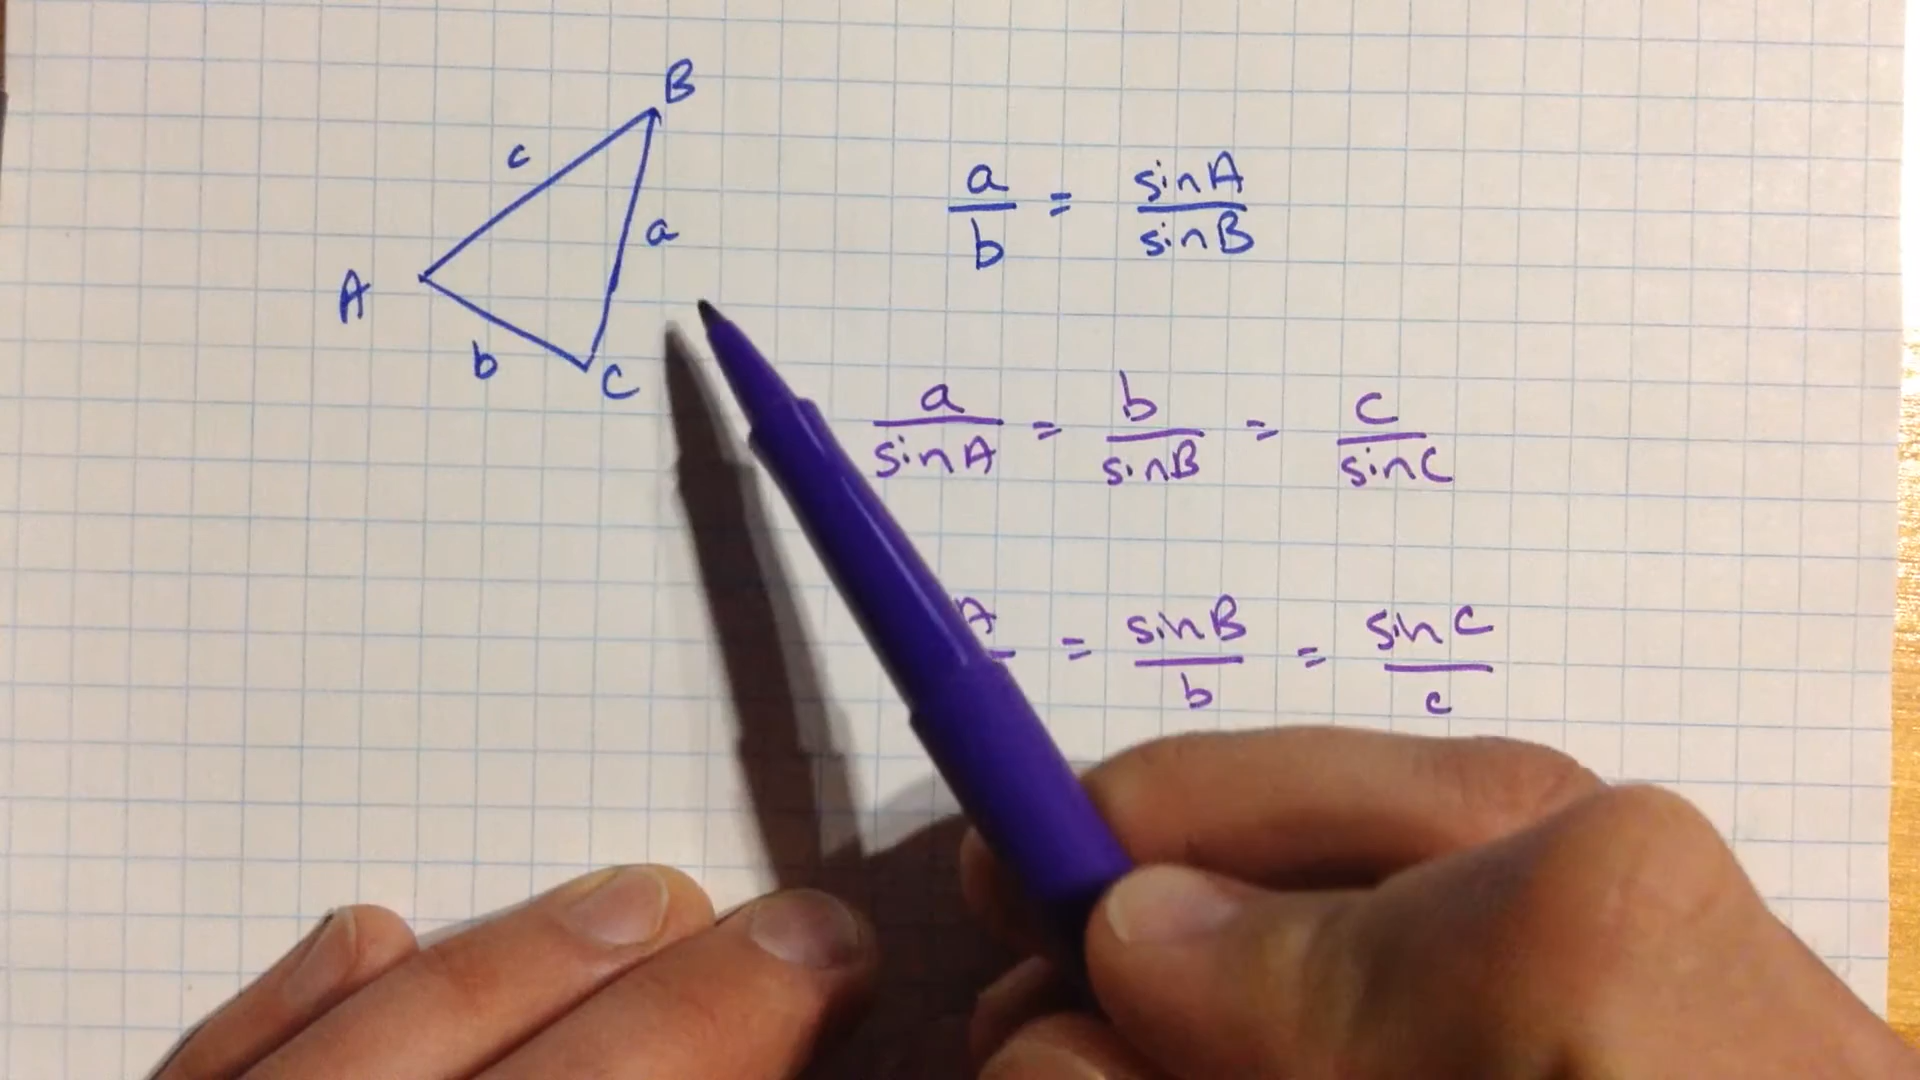 B
c
a
A
b
C
a/b = sinA/sinB
a/sinA = b/sinB = c/sinC
A = sinB/b = sinC/c